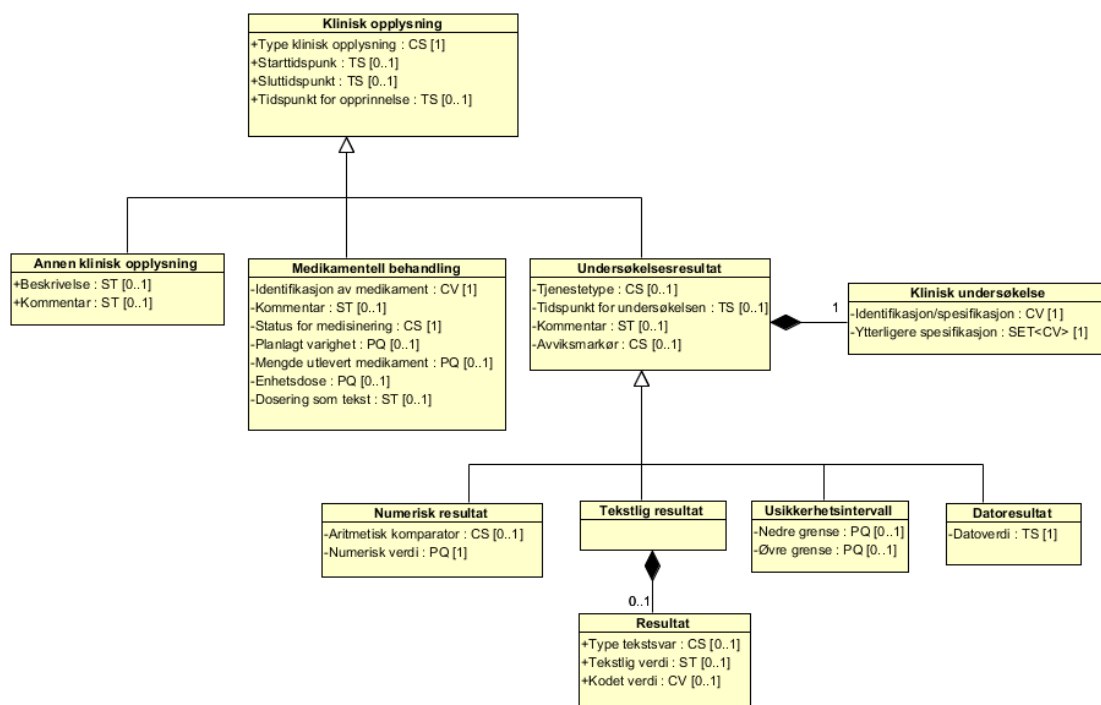 Klinisk opplysning
+Type klinisk opplysning : CS [1]
+Starttidspunk : TS [0..1]
+Sluttidspunkt : TS [0..1]
+Tidspunkt for opprinnelse : TS [0..1]
Annen klinisk opplysning
+Beskrivelse : ST [0..1]
+Kommentar : ST [0..1]
Medikamentell behandling
-Identifikasjon av medikament : CV [1]
-Kommentar : ST [0..1]
-Status for medisinering : CS [1]
-Planlagt varighet : PQ [0..1]
-Mengde utlevert medikament : PQ [0..1]
-Enhetsdose : PQ [0..1]
-Dosering som tekst : ST [0..1]
Undersøkelsesresultat
-Tjenestetype : CS [0..1]
-Tidspunkt for undersøkelsen : TS [0..1]
-Kommentar : ST [0..1]
-Avviksmarkør : CS [0..1]
1
Klinisk undersøkelse
-Identifikasjon/spesifikasjon : CV [1]
-Ytterligere spesifikasjon : SET<CV> [1]
Numerisk resultat
-Aritmetisk komparator : CS [0..1]
-Numerisk verdi : PQ [1]
Tekstlig resultat
Usikkerhetsintervall
-Nedre grense : PQ [0..1]
-Øvre grense : PQ [0..1]
Datoresultat
-Datoverdi : TS [1]
0..1
Resultat
+Type tekstsvar : CS [0..1]
+Tekstlig verdi : ST [0..1]
+Kodet verdi : CV [0..1]